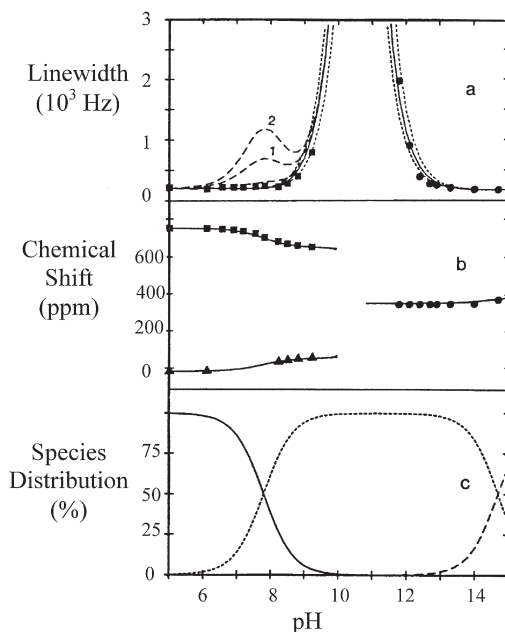 3
Linewidth
2
(10³ Hz)
a
2
1
1
0
b
Chemical
600
Shift
400
(ppm)
200
0
75
Species
Distribution
50
c
(%)
25
0
6 8 10 12 14
pH